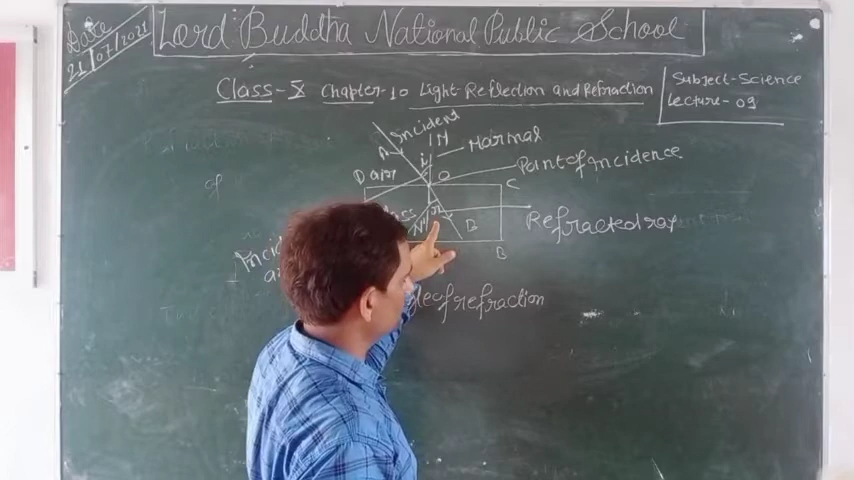 Date
21/07/2021
Lord Buddha National Public School
Class-X Chapter-10 Light-Reflection and Refraction
Subject-Science
Lecture-09
Incident
N
Normal
A
i
Point of incidence
D
O
C
r
Refracted ray
N'
B
B
of refraction